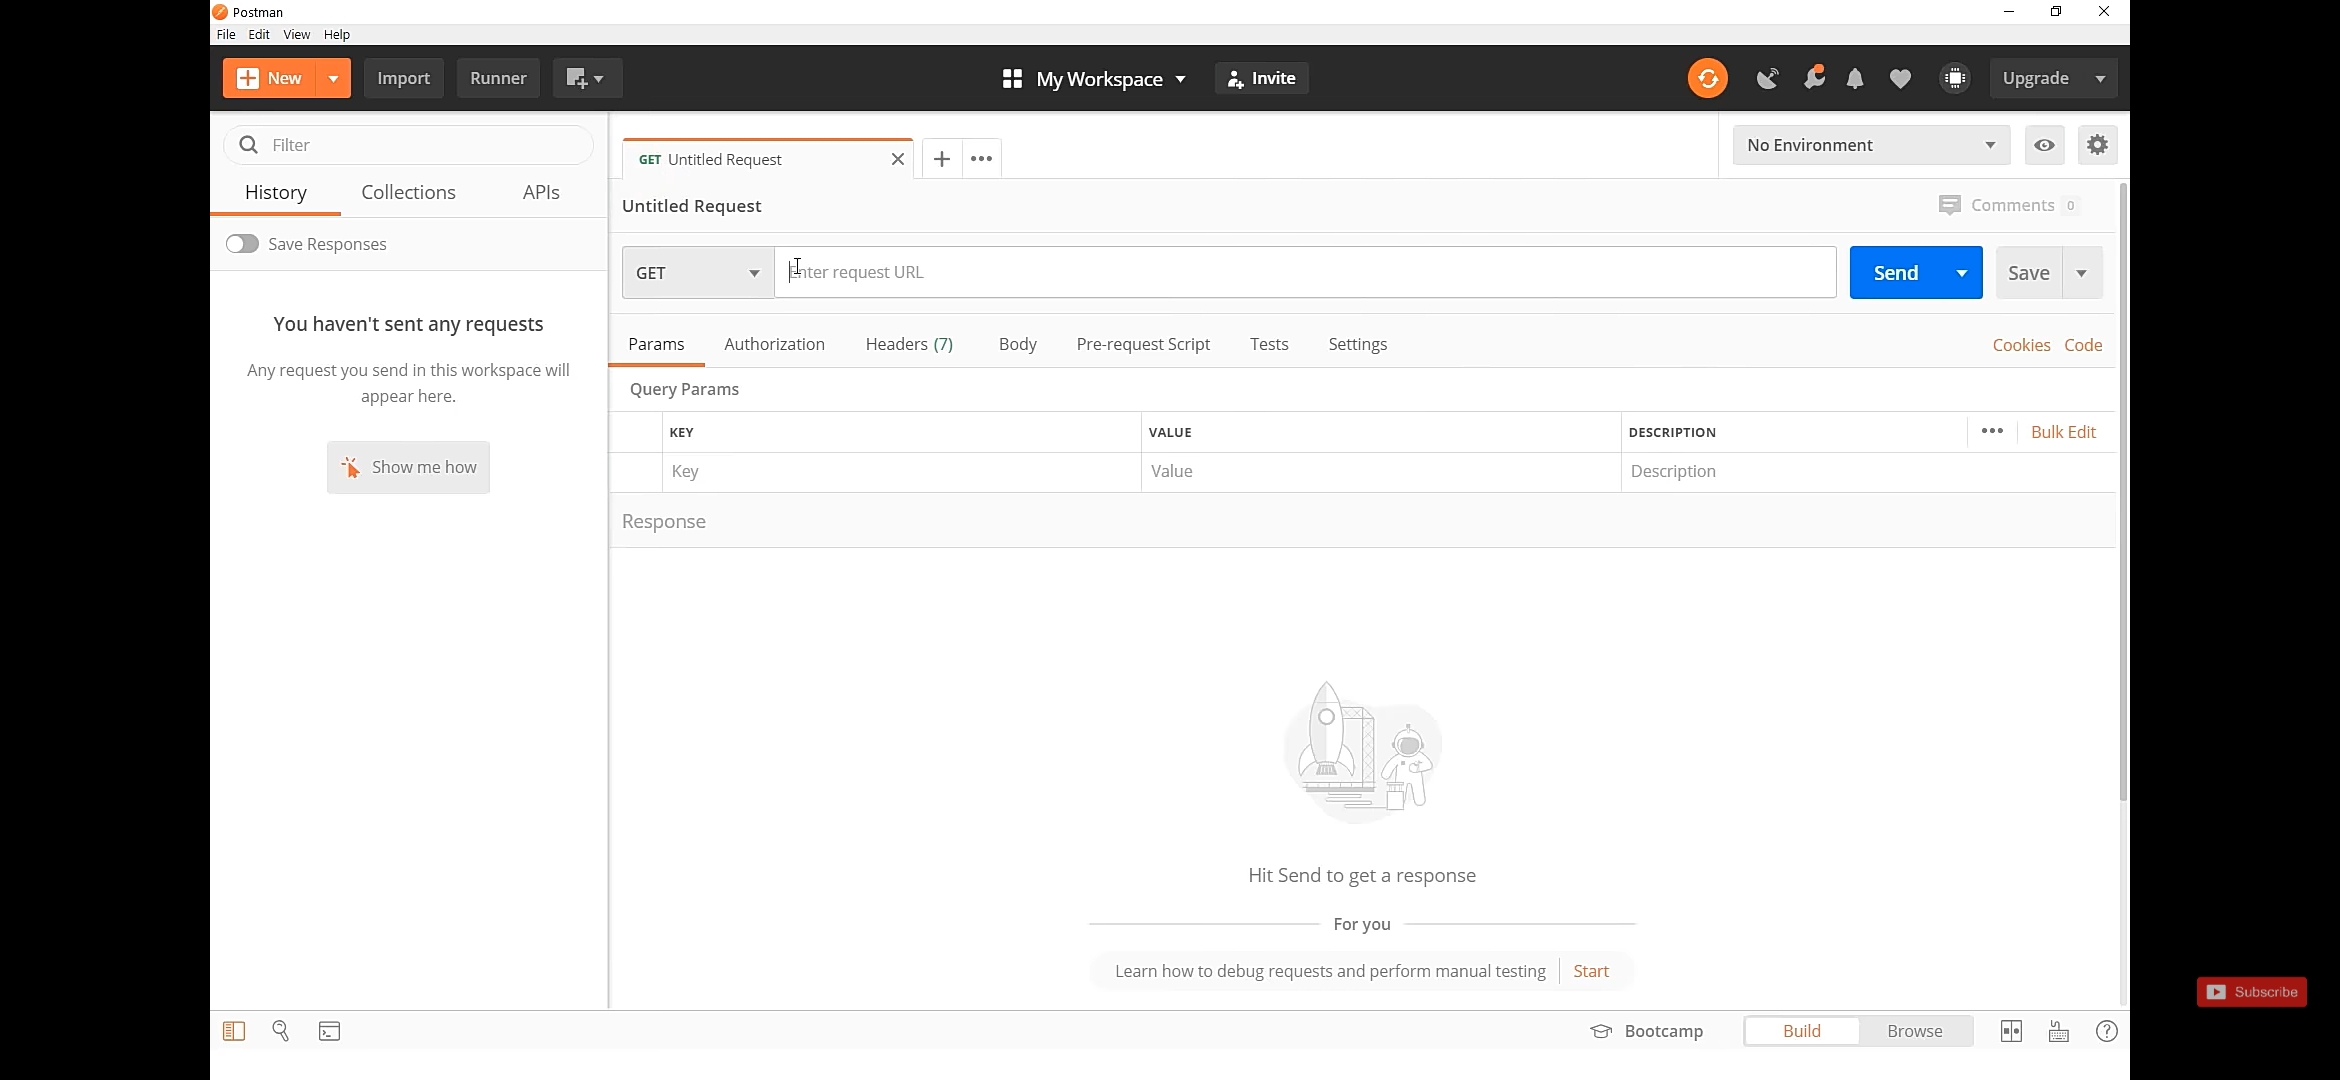 Postman
File Edit View Help
New Import Runner My Workspace Invite Upgrade
Filter
History Collections APIs
Save Responses
You haven't sent any requests
Any request you send in this workspace will
appear here.
Show me how
GET Untitled Request
No Environment
Untitled Request
Comments 0
GET
Enter request URL
Send
Save
Params Authorization Headers (7) Body Pre-request Script Tests Settings
Cookies Code
Query Params
KEY VALUE DESCRIPTION Bulk Edit
Key Value Description
Response
Hit Send to get a response
For you
Learn how to debug requests and perform manual testing Start
Subscribe
Bootcamp Build Browse